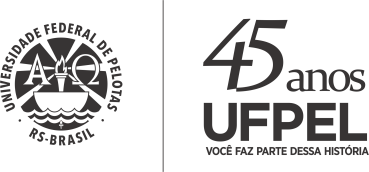 UNIVERSIDADE FEDERAL DE PELOTAS
Α Ω
· RS-BRASIL ·
45 anos
UFPEL
VOCÊ FAZ PARTE DESSA HISTÓRIA